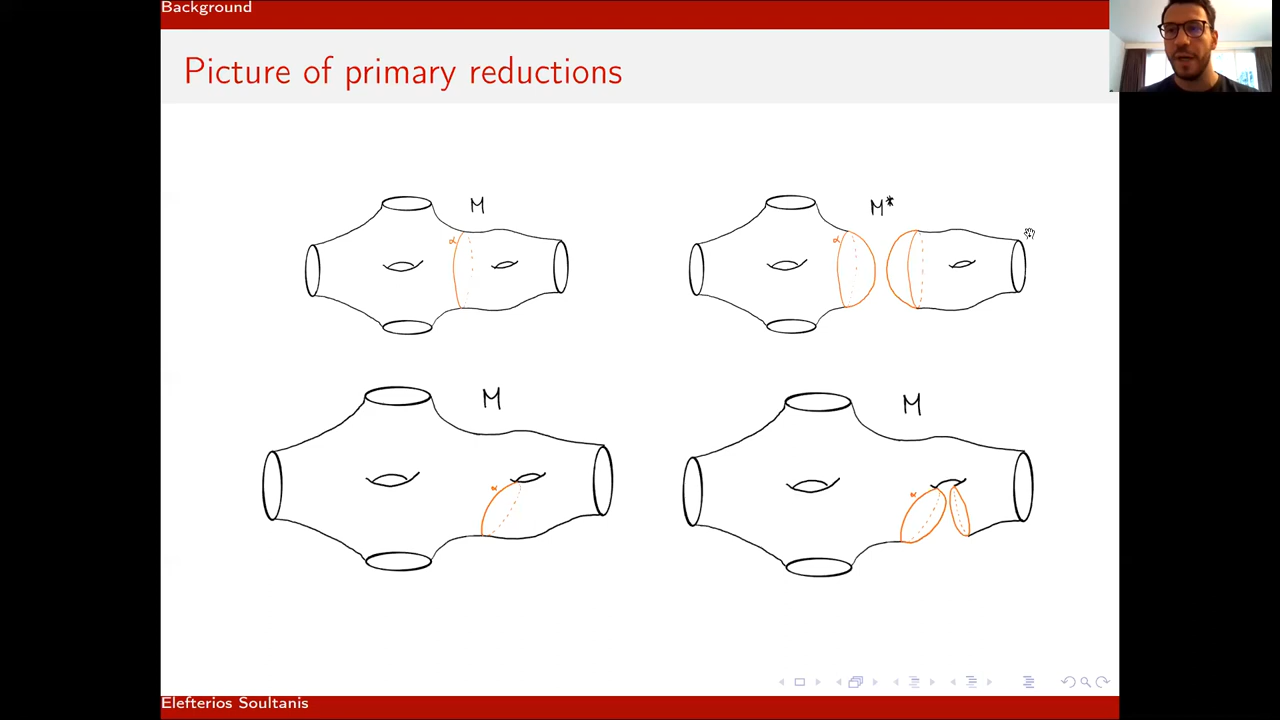 Background
Picture of primary reductions
M
α
M*
α
M
α
M
α
Elefterios Soultanis